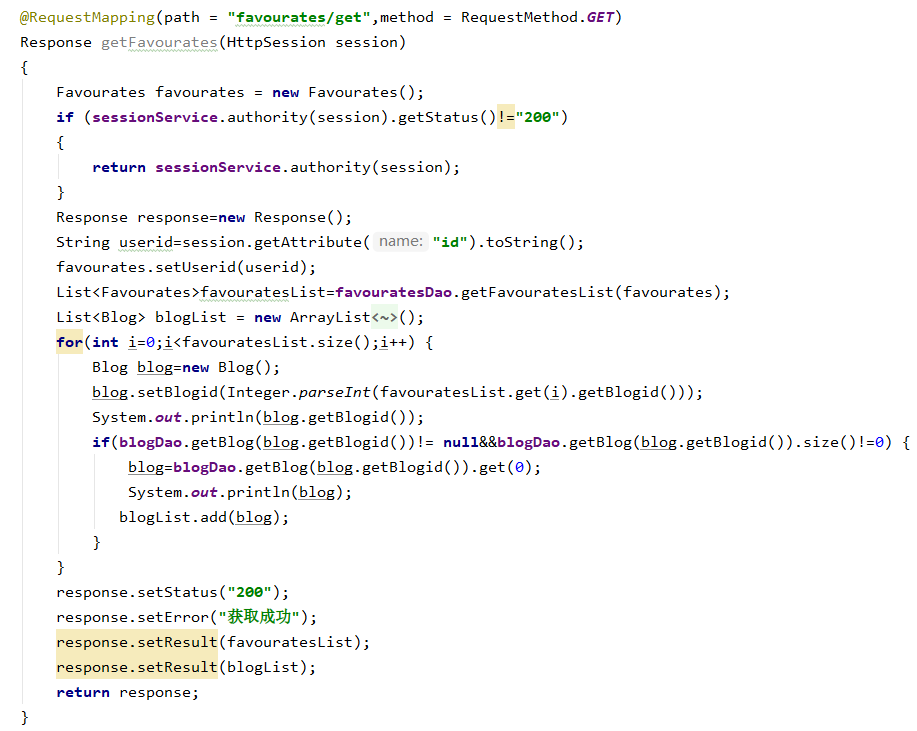 @RequestMapping(path = "favourates/get",method = RequestMethod.GET)
Response getFavourates(HttpSession session)
{
    Favourates favourates = new Favourates();
    if (sessionService.authority(session).getStatus()!="200")
    {
        return sessionService.authority(session);
    }
    Response response=new Response();
    String userid=session.getAttribute( name: "id").toString();
    favourates.setUserid(userid);
    List<Favourates>favouratesList=favouratesDao.getFavouratesList(favourates);
    List<Blog> blogList = new ArrayList<~>();
    for(int i=0;i<favouratesList.size();i++) {
        Blog blog=new Blog();
        blog.setBlogid(Integer.parseInt(favouratesList.get(i).getBlogid()));
        System.out.println(blog.getBlogid());
        if(blogDao.getBlog(blog.getBlogid())!= null&&blogDao.getBlog(blog.getBlogid()).size()!=0) {
            blog=blogDao.getBlog(blog.getBlogid()).get(0);
            System.out.println(blog);
           blogList.add(blog);
        }
    }
    response.setStatus("200");
    response.setError("获取成功");
    response.setResult(favouratesList);
    response.setResult(blogList);
    return response;
}